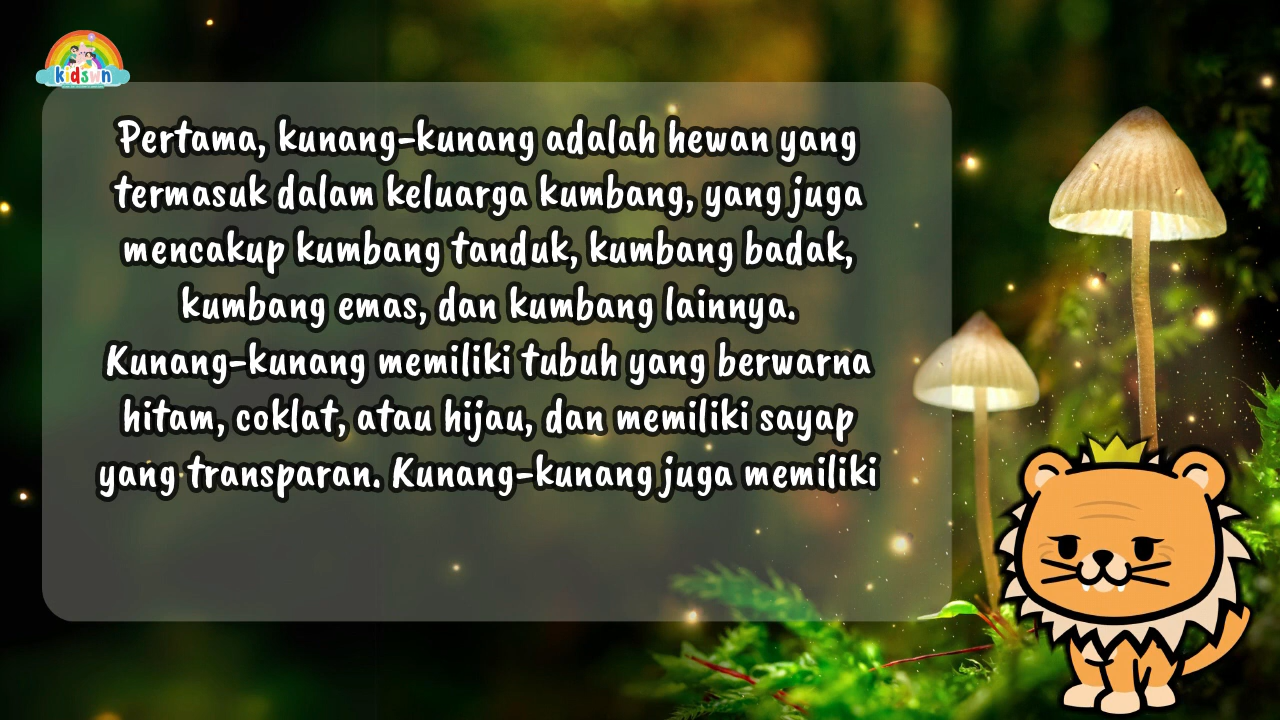 kidswn
Pertama, kunang-kunang adalah hewan yang
termasuk dalam keluarga kumbang, yang juga
mencakup kumbang tanduk, kumbang badak,
kumbang emas, dan kumbang lainnya.
Kunang-kunang memiliki tubuh yang berwarna
hitam, coklat, atau hijau, dan memiliki sayap
yang transparan. Kunang-kunang juga memiliki